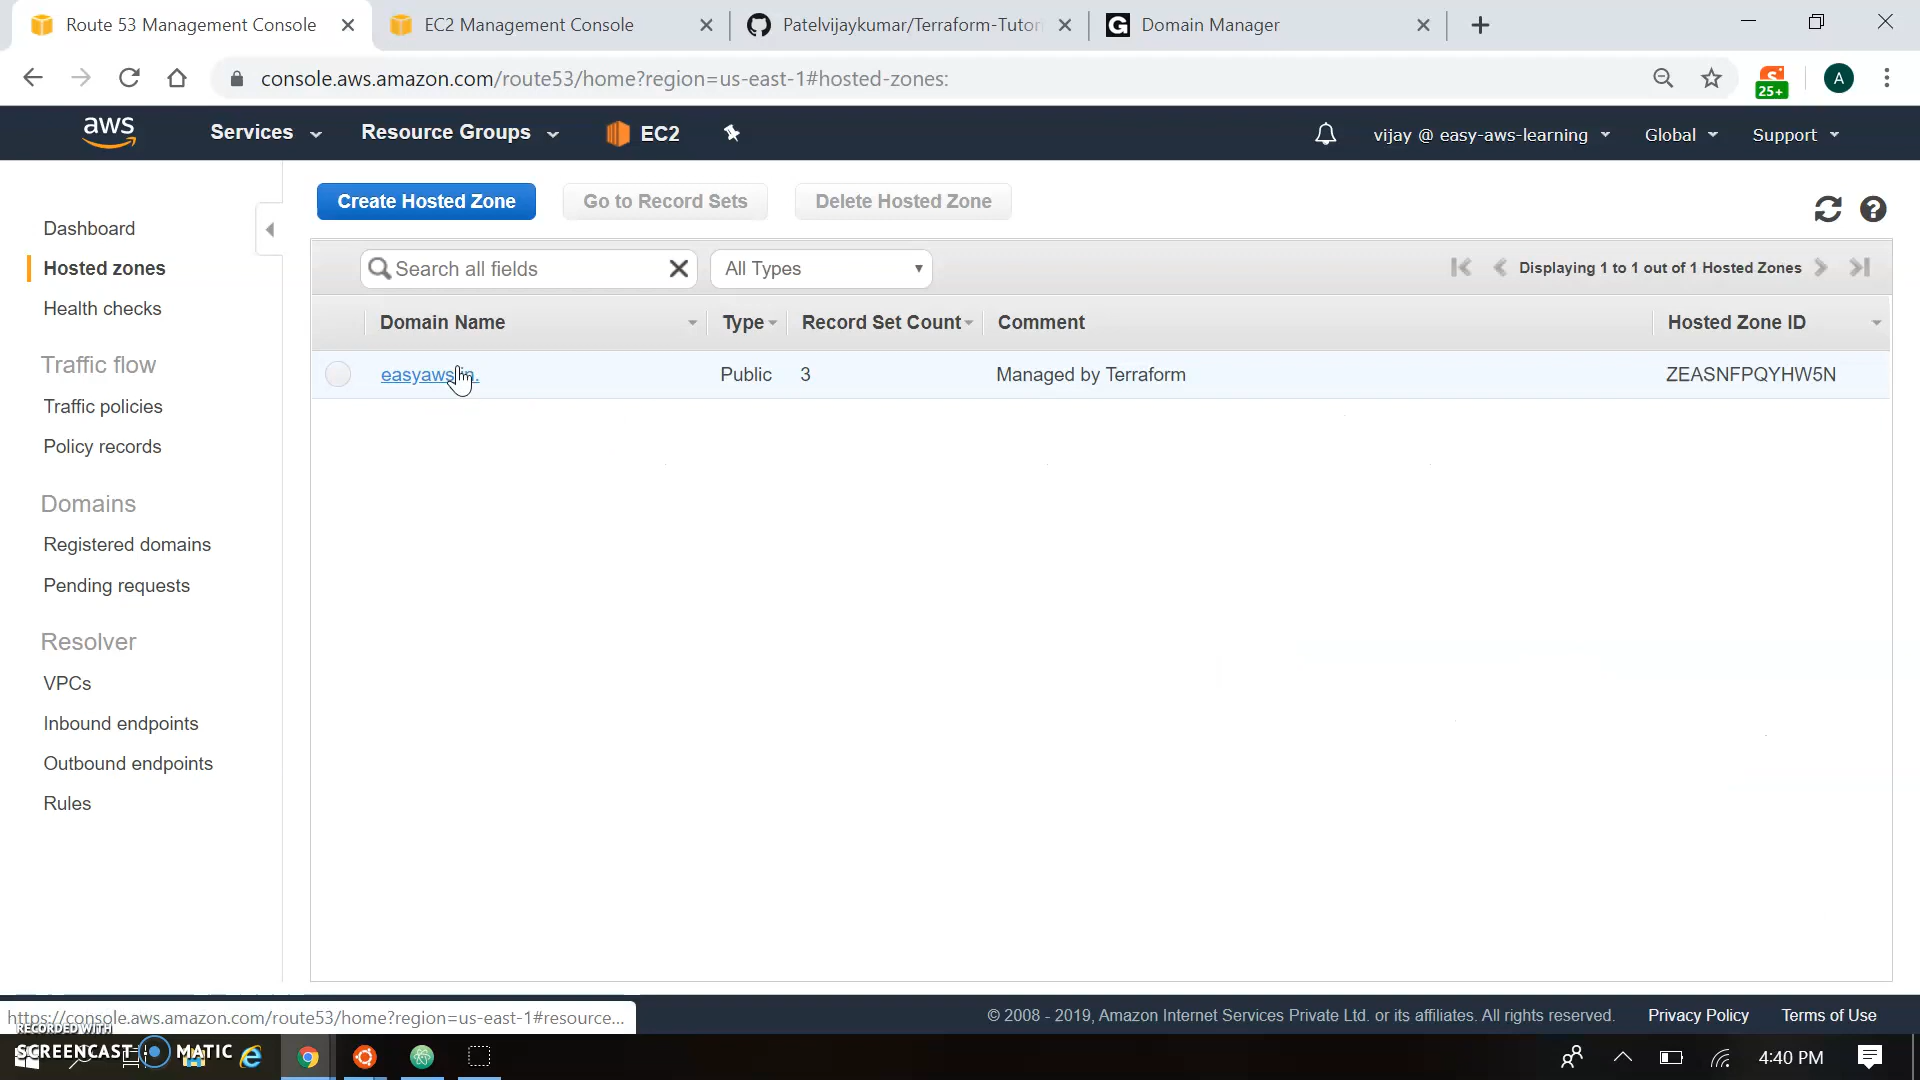 Route 53 Management Console
EC2 Management Console
Patelvijaykumar/Terraform-Tutor
Domain Manager
console.aws.amazon.com/route53/home?region=us-east-1#hosted-zones:
25+
A
aws
Services
Resource Groups
EC2
vijay @ easy-aws-learning
Global
Support
Create Hosted Zone
Go to Record Sets
Delete Hosted Zone
Dashboard
Hosted zones
Health checks
Traffic flow
Traffic policies
Policy records
Domains
Registered domains
Pending requests
Resolver
VPCs
Inbound endpoints
Outbound endpoints
Rules
Search all fields
All Types
Displaying 1 to 1 out of 1 Hosted Zones
Domain Name
Type
Record Set Count
Comment
Hosted Zone ID
easyaws.in.
Public
3
Managed by Terraform
ZEASNFPQYHW5N
https://console.aws.amazon.com/route53/home?region=us-east-1#resource...
© 2008 - 2019, Amazon Internet Services Private Ltd. or its affiliates. All rights reserved.
Privacy Policy
Terms of Use
RECORDED WITH
SCREENCAST MATIC
4:40 PM